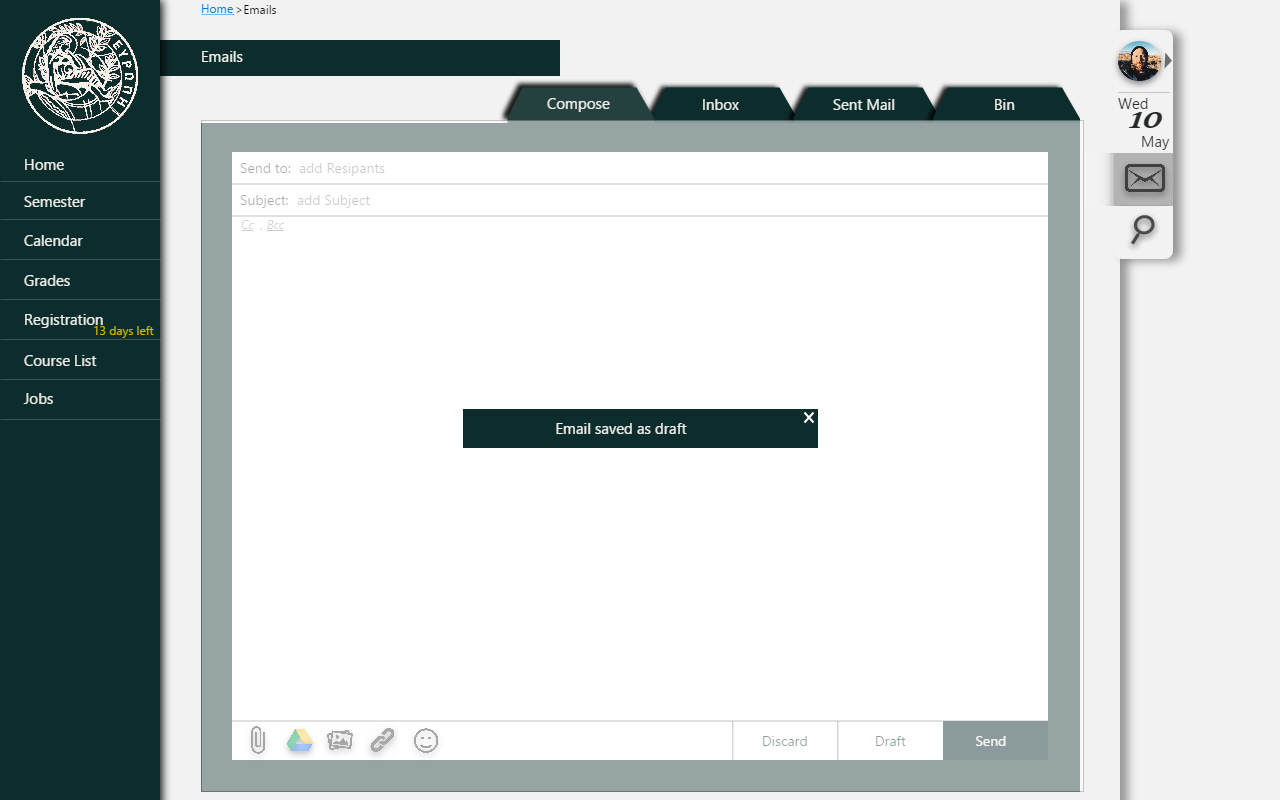 Home >Emails
ΕΥΡΩΠΗ
Home
Semester
Calendar
Grades
Registration
13 days left
Course List
Jobs
Emails
Compose
Inbox
Sent Mail
Bin
Send to: add Resipants
Subject: add Subject
Cc , Bcc
Email saved as draft
Discard
Draft
Send
Wed
10
May